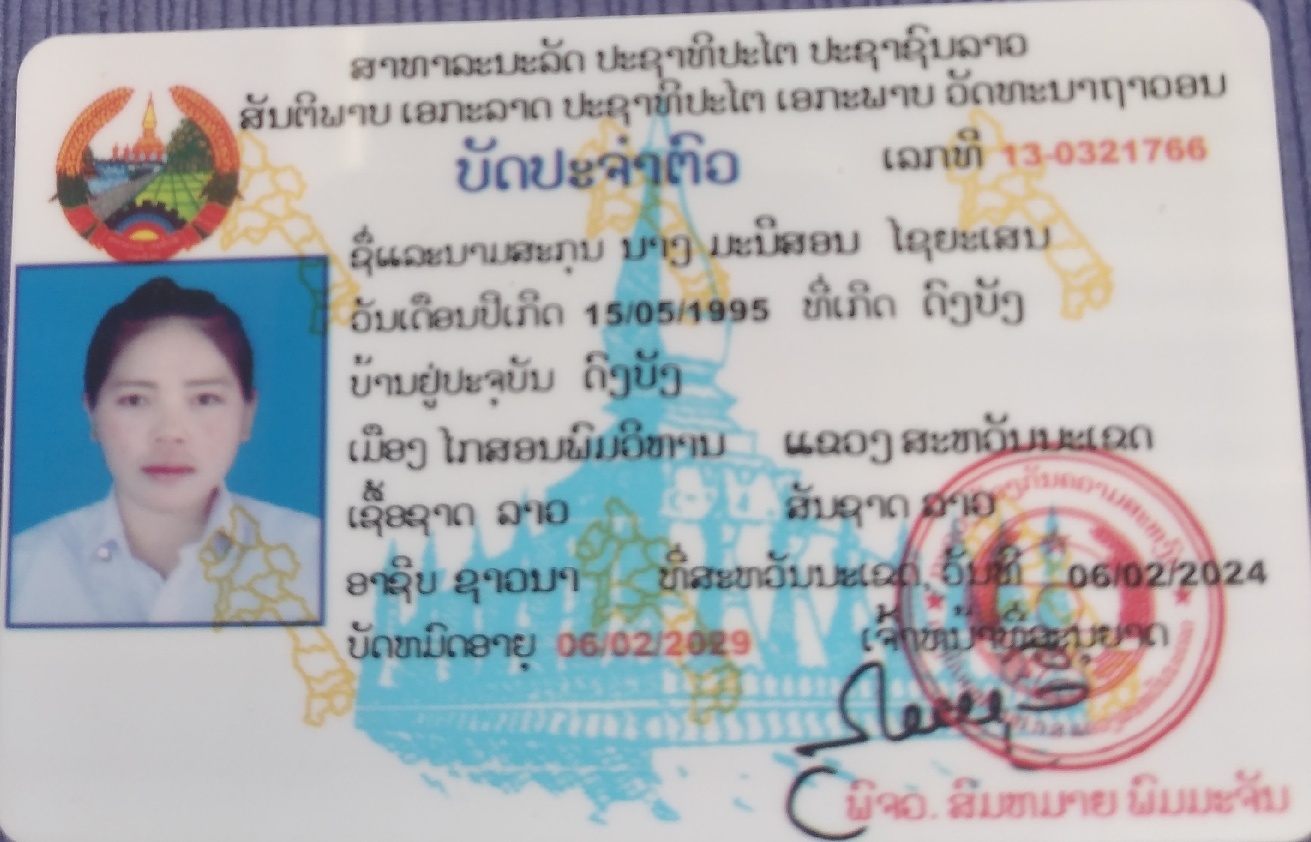 ສາທາລະນະລັດ ປະຊາທິປະໄຕ ປະຊາຊົນລາວ
ສັນຕິພາບ ເອກະລາດ ປະຊາທິປະໄຕ ເອກະພາບ ວັດທະນາຖາວອນ
ບັດປະຈຳຕົວ
ເລກທີ 13-0321766
ຊື່ແລະນາມສະກຸນ ນາງ ມະນີສອນ ໄຊຍະເສນ
ວັນເດືອນປີເກີດ 15/05/1995 ທີ່ເກີດ ດົງບັງ
ບ້ານຢູ່ປະຈຸບັນ ດົງບັງ
ເມືອງ ໄກສອນພົມວິຫານ ແຂວງ ສະຫວັນນະເຂດ
ເຊື້ອຊາດ ລາວ ສັນຊາດ ລາວ
ອາຊີບ ຊາວນາ ທີ່ສະຫວັນນະເຂດ, ວັນທີ 06/02/2024
ບັດຫມົດອາຍຸ 06/02/2029 ເຈົ້າຫນ້າທີ່ອະນຸຍາດ
ພົຈວ. ສົມຫມາຍ ພິມມະຈັນ